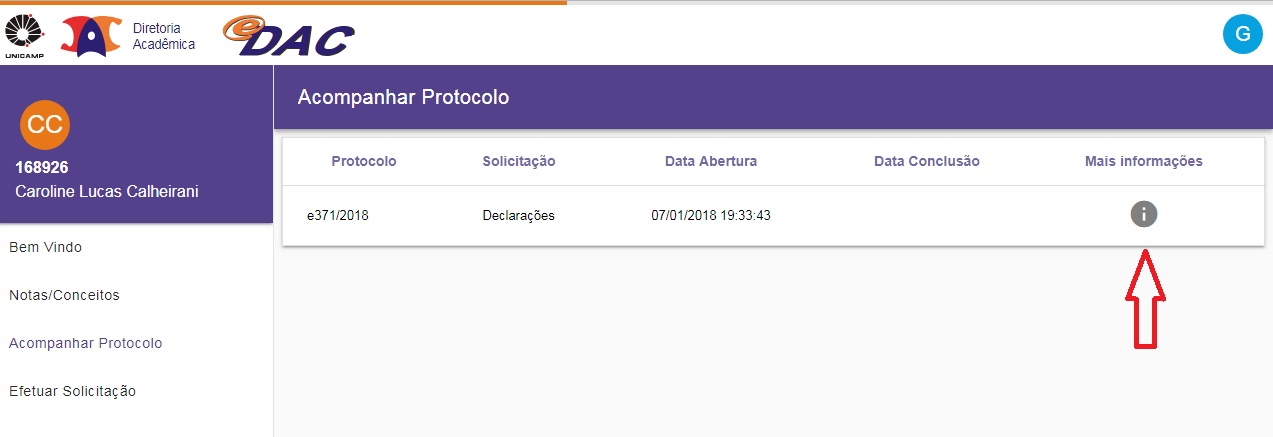 UNICAMP
Diretoria
Acadêmica
eDAC
G
CC
168926
Caroline Lucas Calheirani
Bem Vindo
Notas/Conceitos
Acompanhar Protocolo
Efetuar Solicitação
Acompanhar Protocolo
Protocolo Solicitação Data Abertura Data Conclusão Mais informações
e371/2018 Declarações 07/01/2018 19:33:43 i